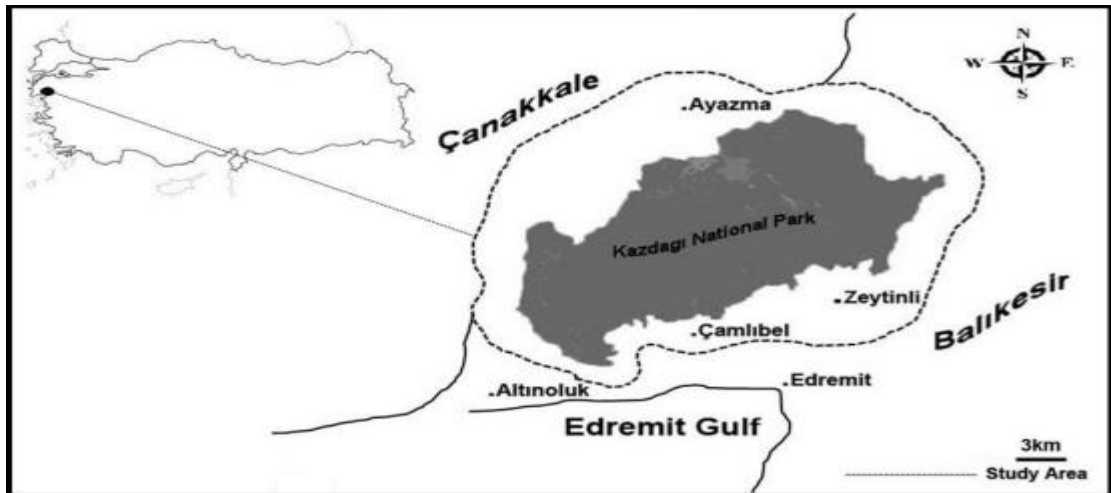 N
W E
S
Çanakkale
Ayazma
Kazdagı National Park
Zeytinli
Balıkesir
Çamlıbel
Altınoluk
Edremit
Edremit Gulf
3km
Study Area